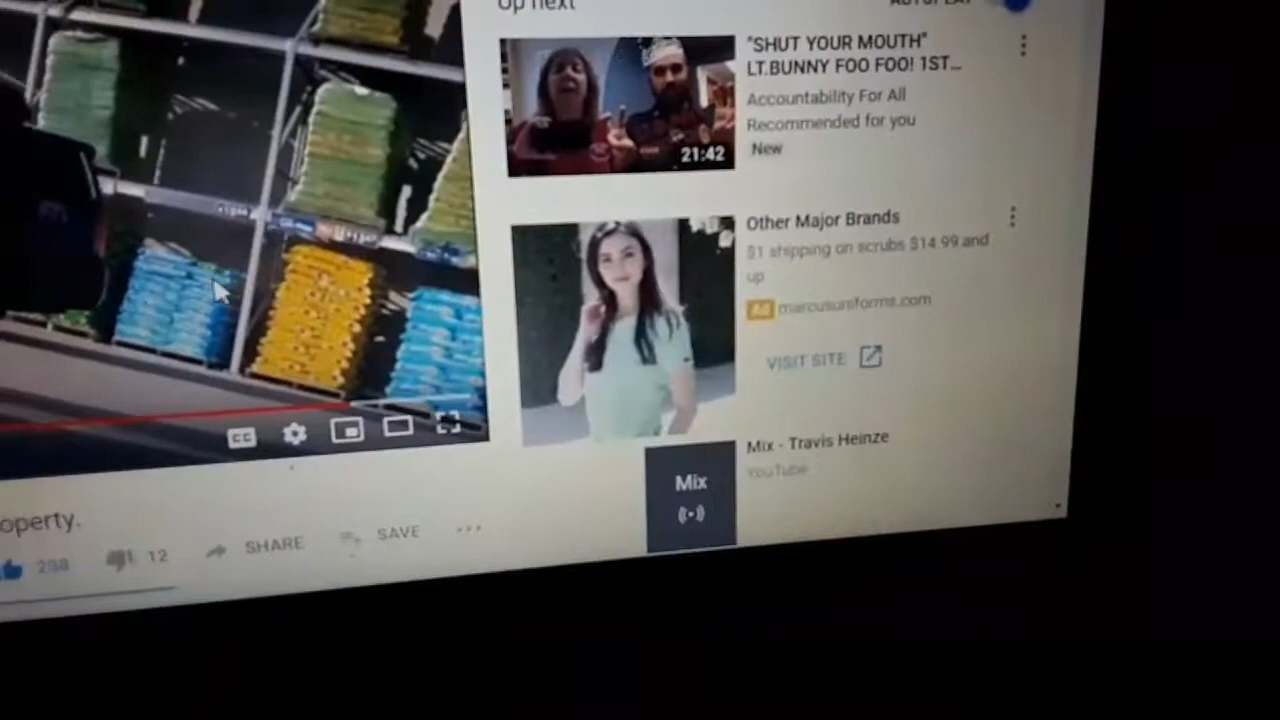 Up next
AUTOPLAY
"SHUT YOUR MOUTH"
LT.BUNNY FOO FOO! 1ST...
Accountability For All
Recommended for you
New
21:42
Other Major Brands
$1 shipping on scrubs $14.99 and
up
Ad marcusuniforms.com
VISIT SITE
Mix - Travis Heinze
YouTube
Mix
CC
operty.
12
SHARE
SAVE